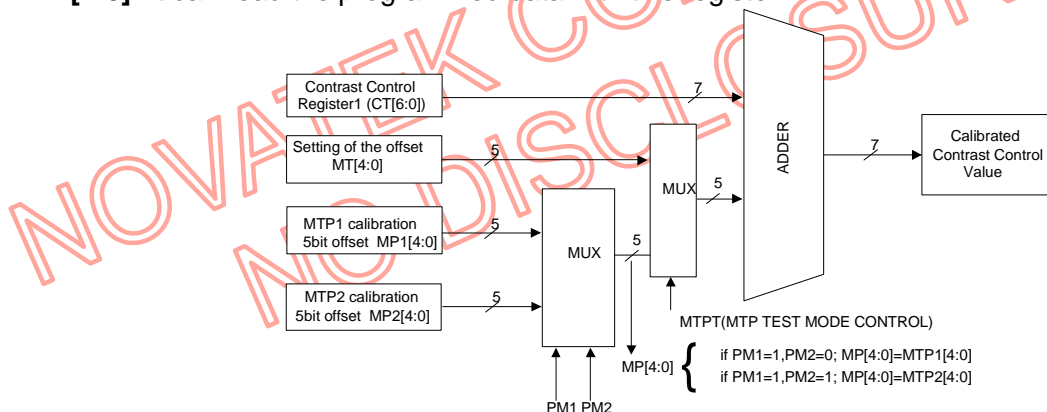 NOVATEK CO
NO DISCLOSUR
Contrast Control
Register1 (CT[6:0])
7
Setting of the offset
MT[4:0]
5
MTP1 calibration
5bit offset MP1[4:0]
5
MTP2 calibration
5bit offset MP2[4:0]
5
MUX
5
MUX
5
ADDER
7
Calibrated
Contrast Control
Value
MTPT(MTP TEST MODE CONTROL)
MP[4:0]
{
if PM1=1,PM2=0; MP[4:0]=MTP1[4:0]
if PM1=1,PM2=1; MP[4:0]=MTP2[4:0]
PM1 PM2